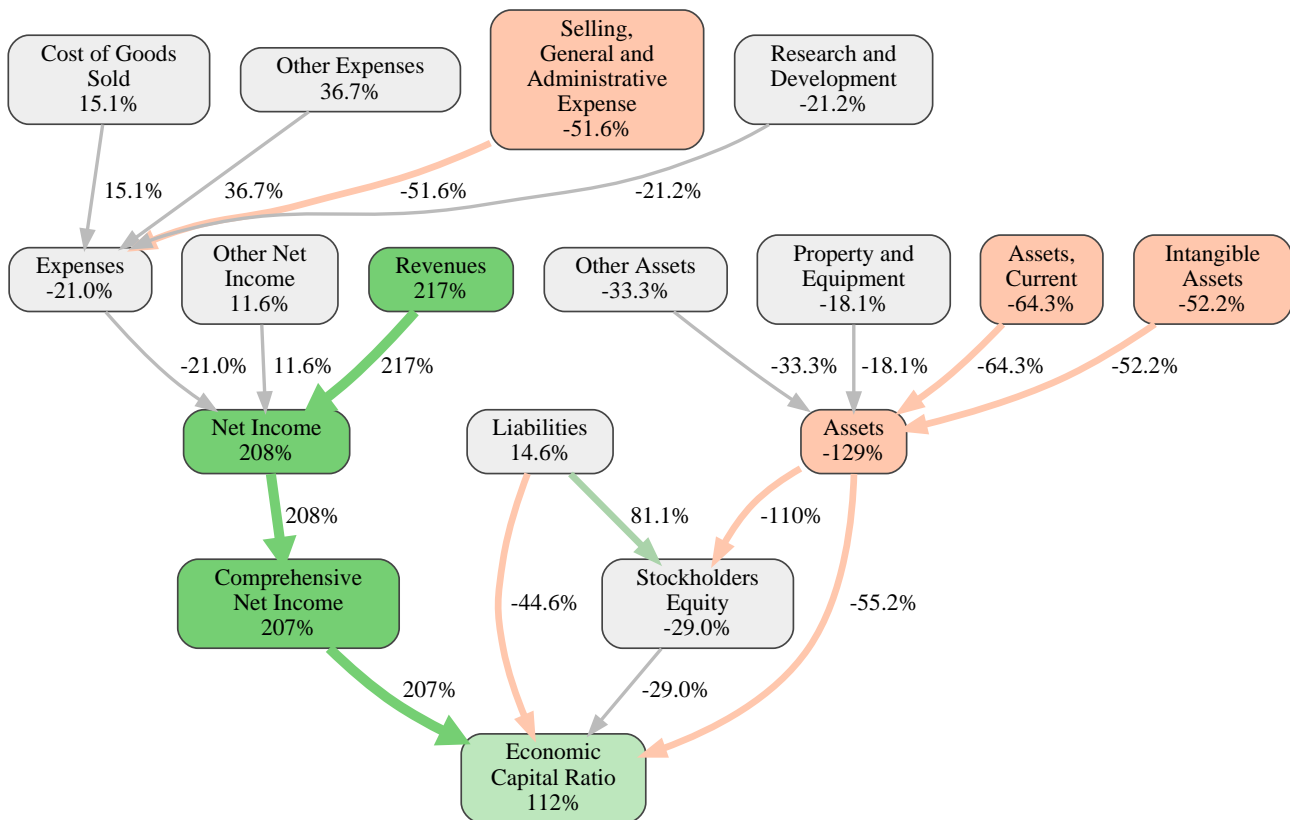 Cost of Goods
Sold
15.1%
Other Expenses
36.7%
Selling,
General and
Administrative
Expense
-51.6%
Research and
Development
-21.2%
15.1%
36.7%
-51.6%
-21.2%
Expenses
-21.0%
Other Net
Income
11.6%
Revenues
217%
Other Assets
-33.3%
Property and
Equipment
-18.1%
Assets,
Current
-64.3%
Intangible
Assets
-52.2%
-21.0%
11.6%
217%
-33.3%
-18.1%
-64.3%
-52.2%
Net Income
208%
Liabilities
14.6%
Assets
-129%
208%
81.1%
-110%
Comprehensive
Net Income
207%
-44.6%
Stockholders
Equity
-29.0%
-55.2%
207%
-29.0%
Economic
Capital Ratio
112%